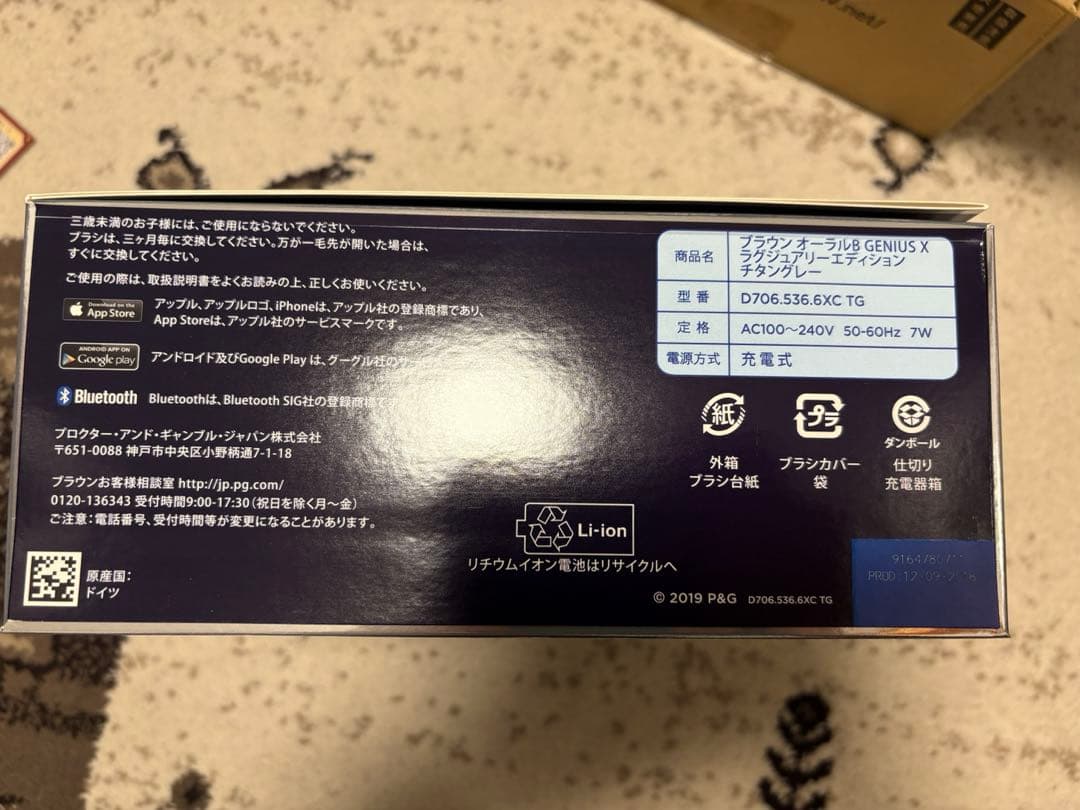 三歳未満のお子様には、ご使用にならないでください。
ブラシは、三ヶ月毎に交換してください。万が一毛先が開いた場合は、
すぐに交換してください。
ご使用の際は、取扱説明書をよくお読みの上、正しくお使いください。
Download on the
App Store
アップル、アップルロゴ、iPhoneは、アップル社の登録商標であり、
App Storeは、アップル社のサービスマークです。
ANDROID APP ON
Google play
アンドロイド及びGoogle Play は、グーグル社のサー
Bluetooth
Bluetoothは、Bluetooth SIG社の登録商標です
プロクター・アンド・ギャンブル・ジャパン株式会社
〒651-0088 神戸市中央区小野柄通7-1-18
ブラウンお客様相談室 http://jp.pg.com/
0120-136343 受付時間9:00-17:30(祝日を除く月～金)
ご注意:電話番号、受付時間等が変更になることがあります。
原産国:
ドイツ
商品名
ブラウン オーラルB GENIUS X
ラグジュアリーエディション
チタングレー
型番 D706.536.6XC TG
定格 AC100～240V 50-60Hz 7W
電源方式 充電式
紙
外箱
ブラシ台紙
プラ
ブラシカバー
袋
ダンボール
仕切り
充電器箱
Li-ion
リチウムイオン電池はリサイクルへ
© 2019 P&G D706.536.6XC TG